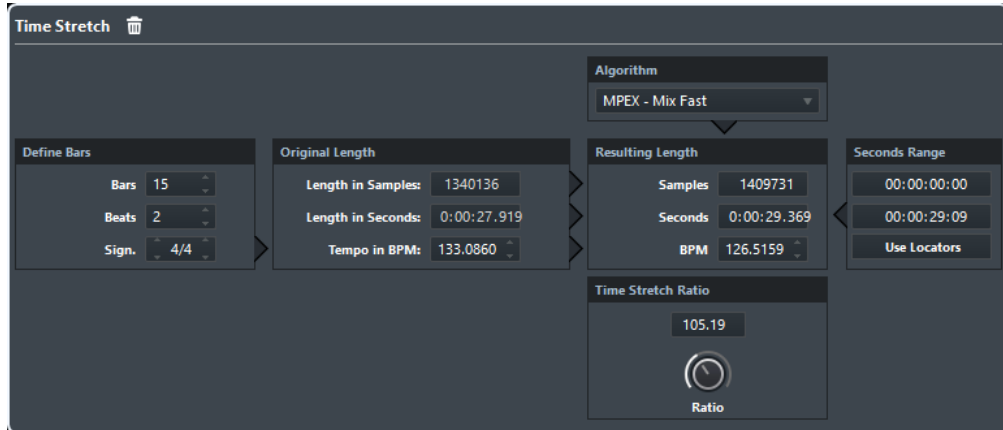 Time Stretch
Algorithm
MPEX - Mix Fast
Define Bars
Bars 15
Beats 2
Sign. 4/4
Original Length
Length in Samples: 1340136
Length in Seconds: 0:00:27.919
Tempo in BPM: 133.0860
Resulting Length
Samples 1409731
Seconds 0:00:29.369
BPM 126.5159
Seconds Range
00:00:00:00
00:00:29:09
Use Locators
Time Stretch Ratio
105.19
Ratio